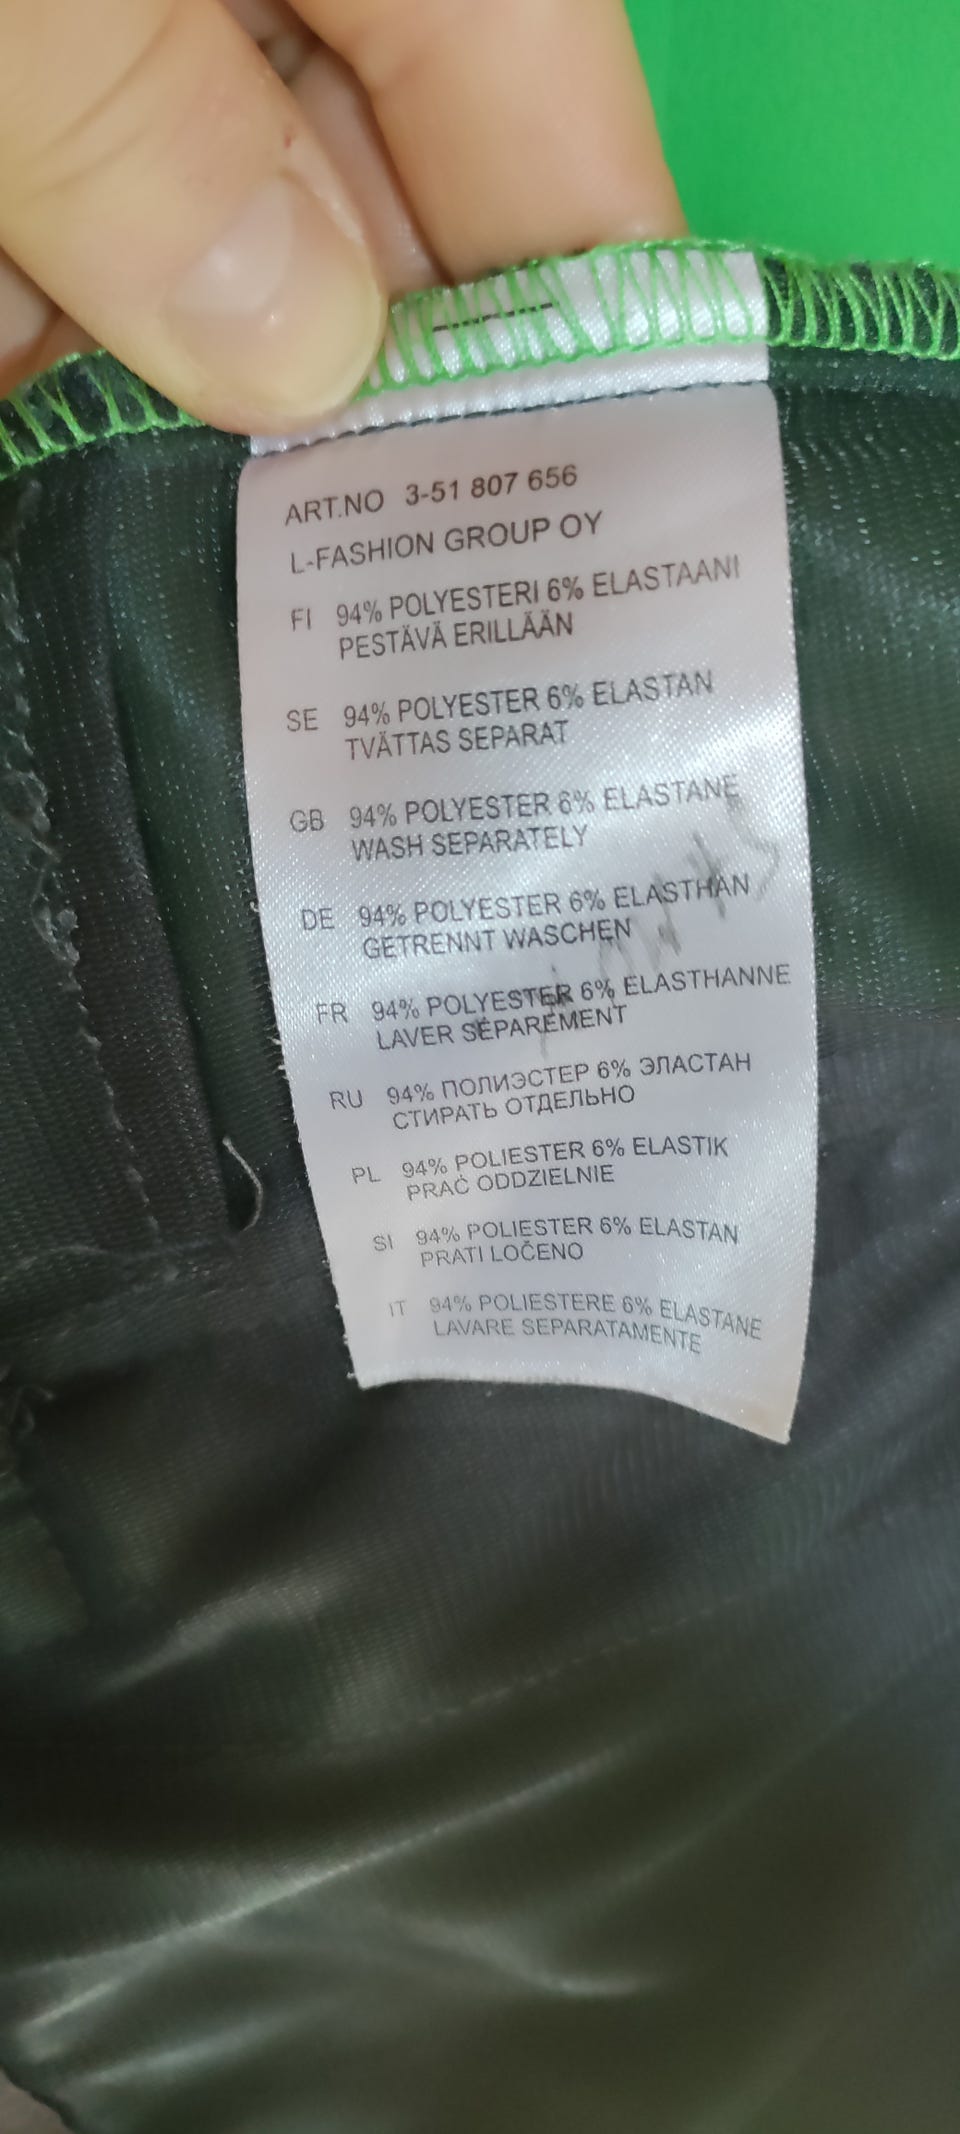 ART.NO 3-51 807 656
L-FASHION GROUP OY
FI 94% POLYESTERI 6% ELASTAANI
PESTÄVÄ ERILLÄÄN
SE 94% POLYESTER 6% ELASTAN
TVÄTTAS SEPARAT
GB 94% POLYESTER 6% ELASTANE
WASH SEPARATELY
DE 94% POLYESTER 6% ELASTHAN
GETRENNT WASCHEN
FR 94% POLYESTER 6% ELASTHANNE
LAVER SÉPARÉMENT
RU 94% ПОЛИЭСТЕР 6% ЭЛАСТАН
СТИРАТЬ ОТДЕЛЬНО
PL 94% POLIESTER 6% ELASTIK
PRAĆ ODDZIELNIE
SI 94% POLIESTER 6% ELASTAN
PRATI LOČENO
IT 94% POLIESTERE 6% ELASTANE
LAVARE SEPARATAMENTE